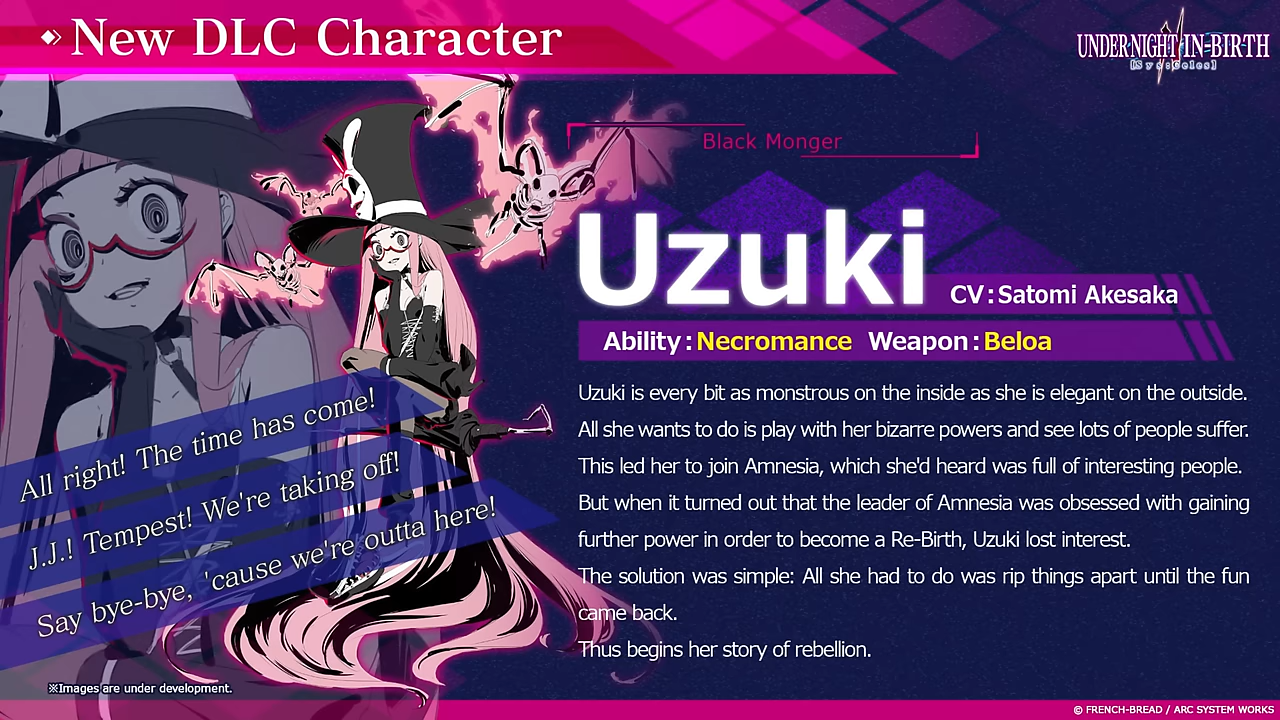 New DLC Character
UNDER NIGHT IN-BIRTH
[Sys:Celes]
Black Monger
Uzuki
CV:Satomi Akesaka
Ability:Necromance Weapon:Beloa
Uzuki is every bit as monstrous on the inside as she is elegant on the outside.
All she wants to do is play with her bizarre powers and see lots of people suffer.
This led her to join Amnesia, which she'd heard was full of interesting people.
But when it turned out that the leader of Amnesia was obsessed with gaining
further power in order to become a Re-Birth, Uzuki lost interest.
The solution was simple: All she had to do was rip things apart until the fun
came back.
Thus begins her story of rebellion.
All right! The time has come!
J.J.! Tempest! We're taking off!
Say bye-bye, 'cause we're outta here!
※Images are under development.
© FRENCH-BREAD / ARC SYSTEM WORKS